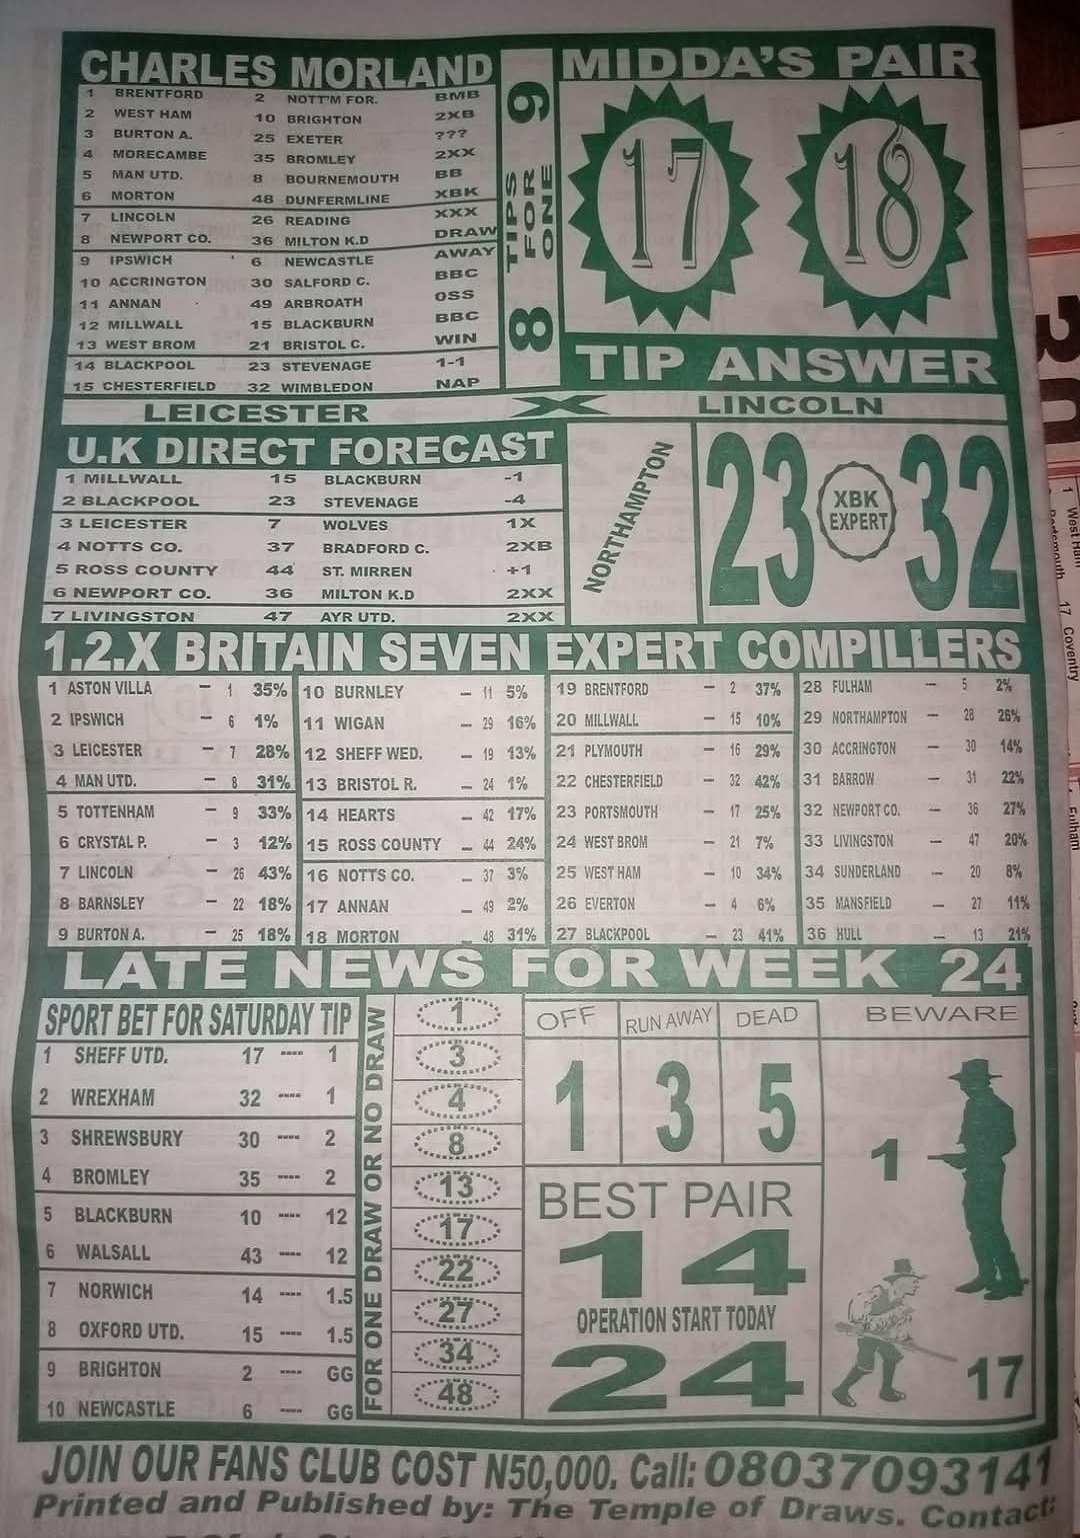 CHARLES MORLAND
1 BRENTFORD 2 NOTT'M FOR. BMB
2 WEST HAM 10 BRIGHTON 2XB
3 BURTON A. 25 EXETER ???
4 MORECAMBE 35 BROMLEY 2XX
5 MAN UTD. 8 BOURNEMOUTH BB
6 MORTON 48 DUNFERMLINE XBK
7 LINCOLN 26 READING XXX
8 NEWPORT CO. 36 MILTON K.D DRAW
9 IPSWICH 6 NEWCASTLE AWAY
10 ACCRINGTON 30 SALFORD C. BBC
11 ANNAN 49 ARBROATH OSS
12 MILLWALL 15 BLACKBURN BBC
13 WEST BROM 21 BRISTOL C. WIN
14 BLACKPOOL 23 STEVENAGE 1-1
15 CHESTERFIELD 32 WIMBLEDON NAP
8 TIPS FOR ONE 9
MIDDA'S PAIR
17 18
TIP ANSWER
LEICESTER X LINCOLN
U.K DIRECT FORECAST
1 MILLWALL 15 BLACKBURN -1
2 BLACKPOOL 23 STEVENAGE -4
3 LEICESTER 7 WOLVES 1X
4 NOTTS CO. 37 BRADFORD C. 2XB
5 ROSS COUNTY 44 ST. MIRREN +1
6 NEWPORT CO. 36 MILTON K.D 2XX
7 LIVINGSTON 47 AYR UTD. 2XX
NORTHAMPTON
23 XBK EXPERT 32
1.2.X BRITAIN SEVEN EXPERT COMPILLERS
1 ASTON VILLA - 1 35%
2 IPSWICH - 6 1%
3 LEICESTER - 7 28%
4 MAN UTD. - 8 31%
5 TOTTENHAM - 9 33%
6 CRYSTAL P. - 3 12%
7 LINCOLN - 26 43%
8 BARNSLEY - 22 18%
9 BURTON A. - 25 18%
10 BURNLEY - 11 5%
11 WIGAN - 29 16%
12 SHEFF WED. - 19 13%
13 BRISTOL R. - 24 1%
14 HEARTS - 42 17%
15 ROSS COUNTY - 44 24%
16 NOTTS CO. - 37 3%
17 ANNAN - 49 2%
18 MORTON - 48 31%
19 BRENTFORD - 2 37%
20 MILLWALL - 15 10%
21 PLYMOUTH - 16 29%
22 CHESTERFIELD - 32 42%
23 PORTSMOUTH - 17 25%
24 WEST BROM - 21 7%
25 WEST HAM - 10 34%
26 EVERTON - 4 6%
27 BLACKPOOL - 23 41%
28 FULHAM - 5 2%
29 NORTHAMPTON - 28 26%
30 ACCRINGTON - 30 14%
31 BARROW - 31 22%
32 NEWPORT CO. - 36 27%
33 LIVINGSTON - 47 20%
34 SUNDERLAND - 20 8%
35 MANSFIELD - 27 11%
36 HULL - 13 21%
LATE NEWS FOR WEEK 24
SPORT BET FOR SATURDAY TIP
1 SHEFF UTD. 17 ---- 1
2 WREXHAM 32 ---- 1
3 SHREWSBURY 30 ---- 2
4 BROMLEY 35 ---- 2
5 BLACKBURN 10 ---- 12
6 WALSALL 43 ---- 12
7 NORWICH 14 ---- 1.5
8 OXFORD UTD. 15 ---- 1.5
9 BRIGHTON 2 ---- GG
10 NEWCASTLE 6 ---- GG
FOR ONE DRAW OR NO DRAW
1
3
4
8
13
17
22
27
34
48
OFF RUN AWAY DEAD
1 3 5
BEST PAIR
14
OPERATION START TODAY
24
BEWARE
1
17
JOIN OUR FANS CLUB COST N50,000. Call: 08037093141
Printed and Published by: The Temple of Draws. Contact:
1 West Ham
17 Coventry
Fulham